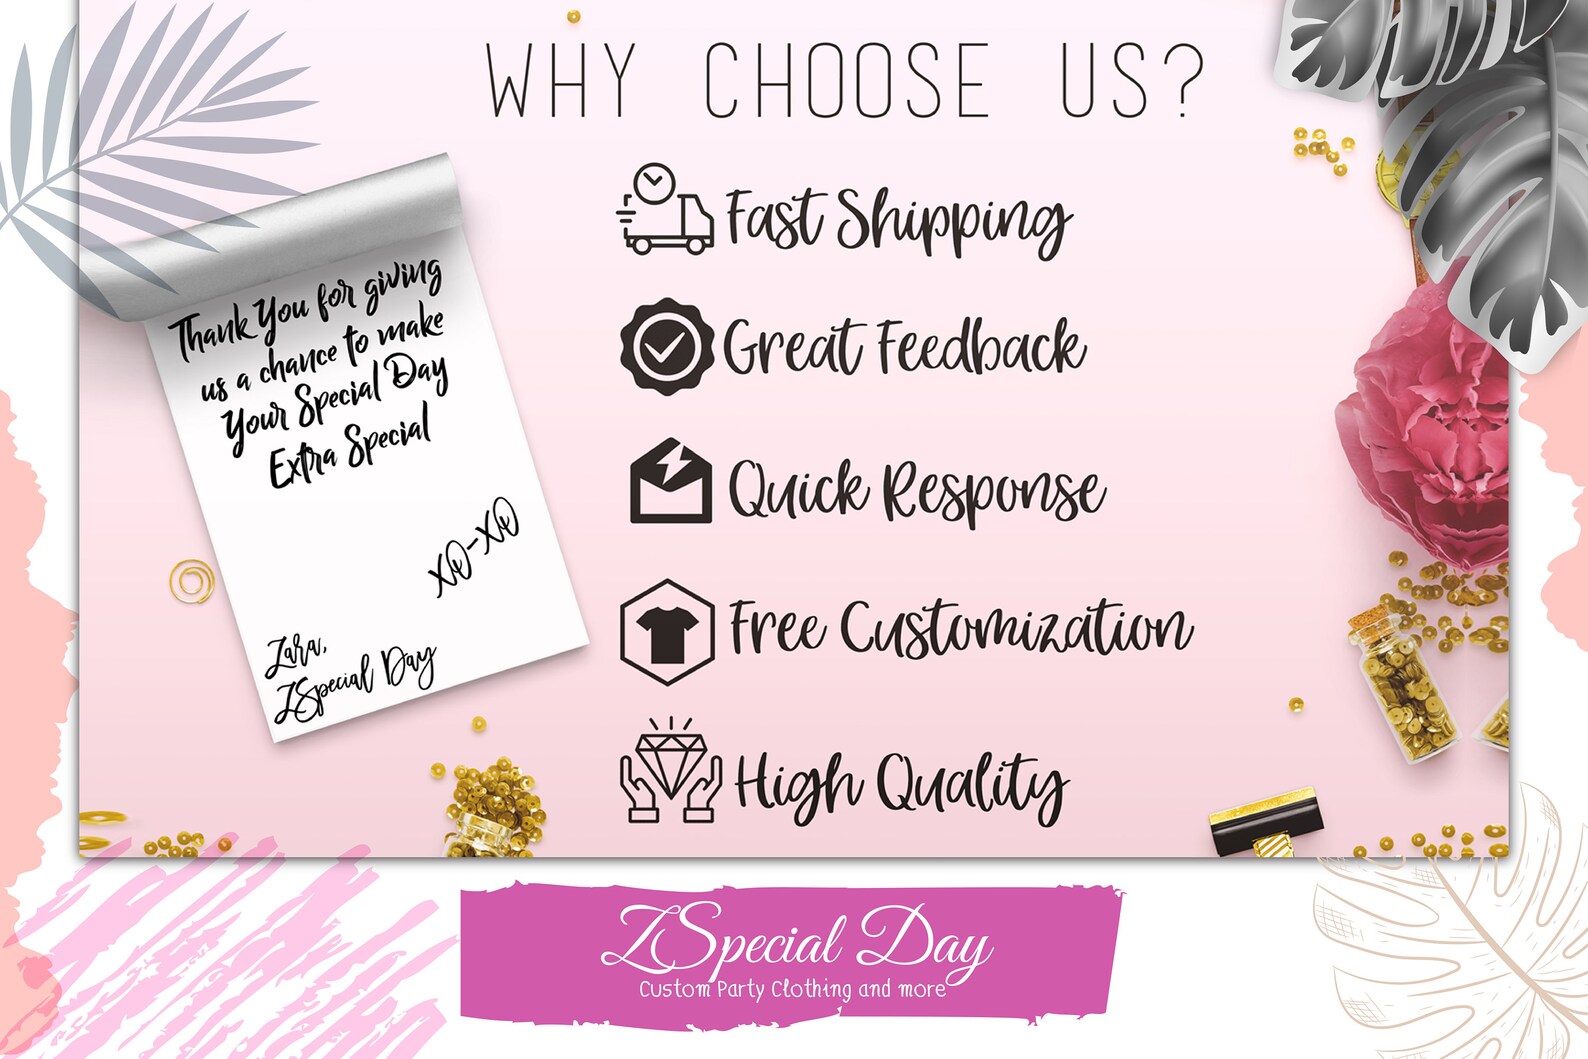 WHY CHOOSE US?
Thank You for giving
us a chance to make
Your Special Day
Extra Special
XO-XO
Zara,
ZSpecial Day
Fast Shipping
Great Feedback
Quick Response
Free Customization
High Quality
ZSpecial Day
Custom Party Clothing and more